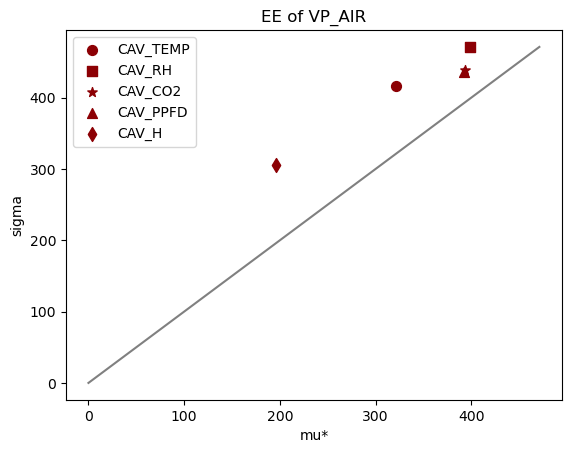 EE of VP_AIR
CAV_TEMP
CAV_RH
CAV_CO2
CAV_PPFD
CAV_H
sigma
400
300
200
100
0
0 100 200 300 400
mu*